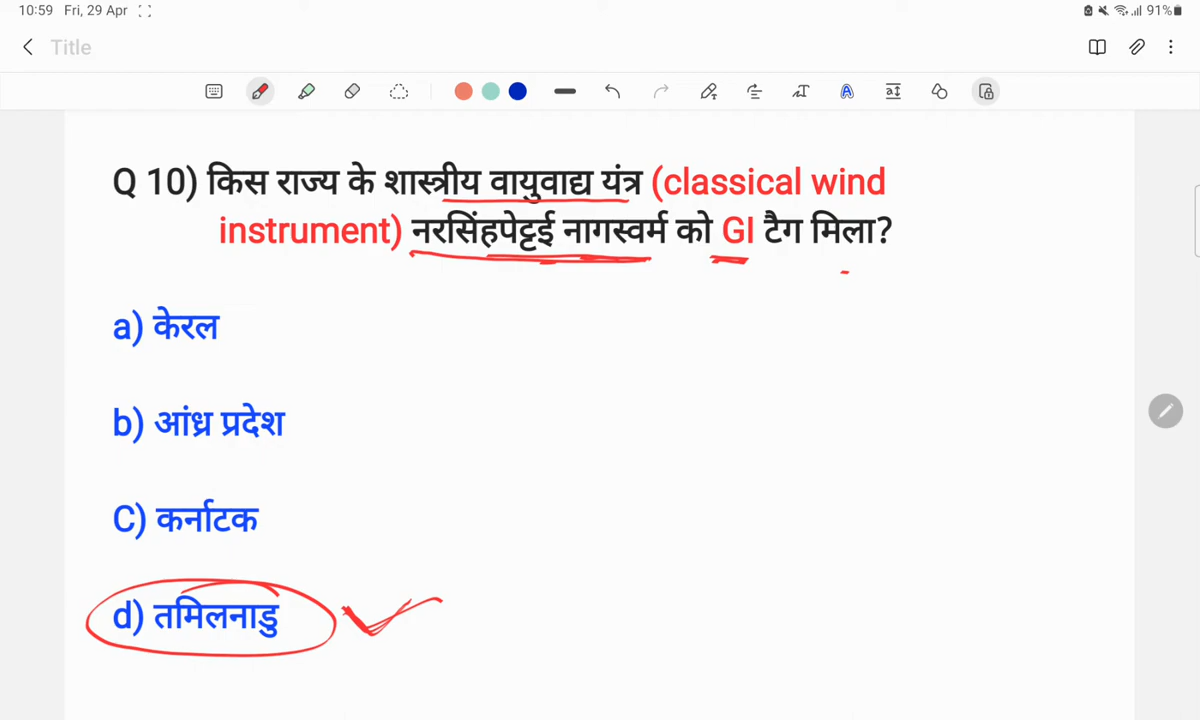 10:59 Fri, 29 Apr 91%
Title
Q 10) किस राज्य के शास्त्रीय वायुवाद्य यंत्र (classical wind
instrument) नरसिंहपेट्टई नागस्वर्म को GI टैग मिला?
a) केरल
b) आंध्र प्रदेश
C) कर्नाटक
d) तमिलनाडु